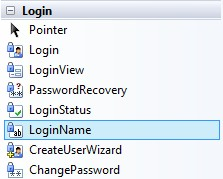 Login
Pointer
Login
LoginView
PasswordRecovery
LoginStatus
LoginName
CreateUserWizard
ChangePassword